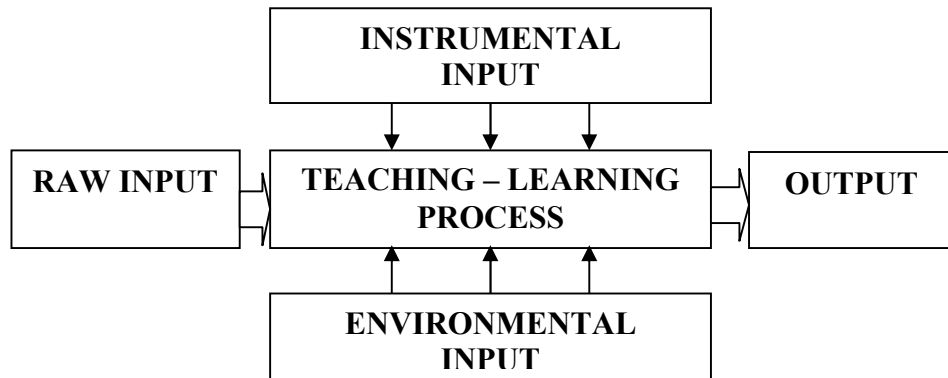 INSTRUMENTAL
INPUT
RAW INPUT
TEACHING – LEARNING
PROCESS
OUTPUT
ENVIRONMENTAL
INPUT